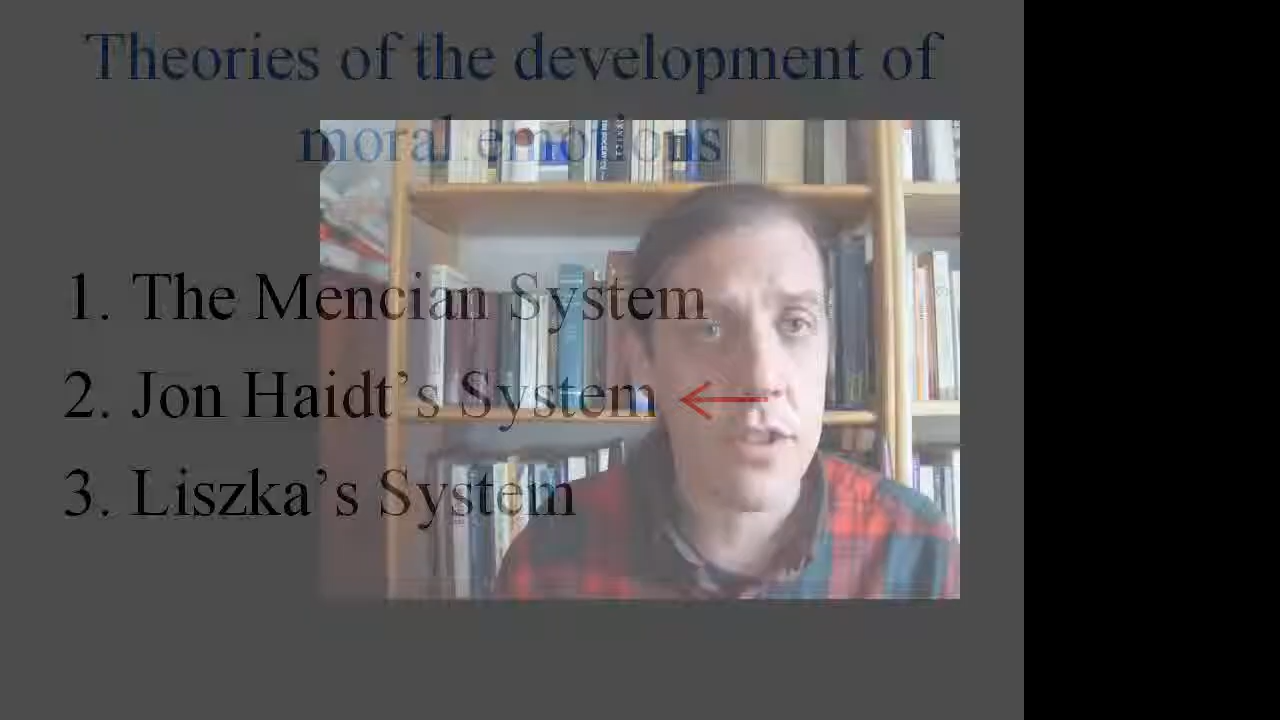 Theories of the development of
moral emotions
1. The Mencian System
2. Jon Haidt's System
3. Liszka's System